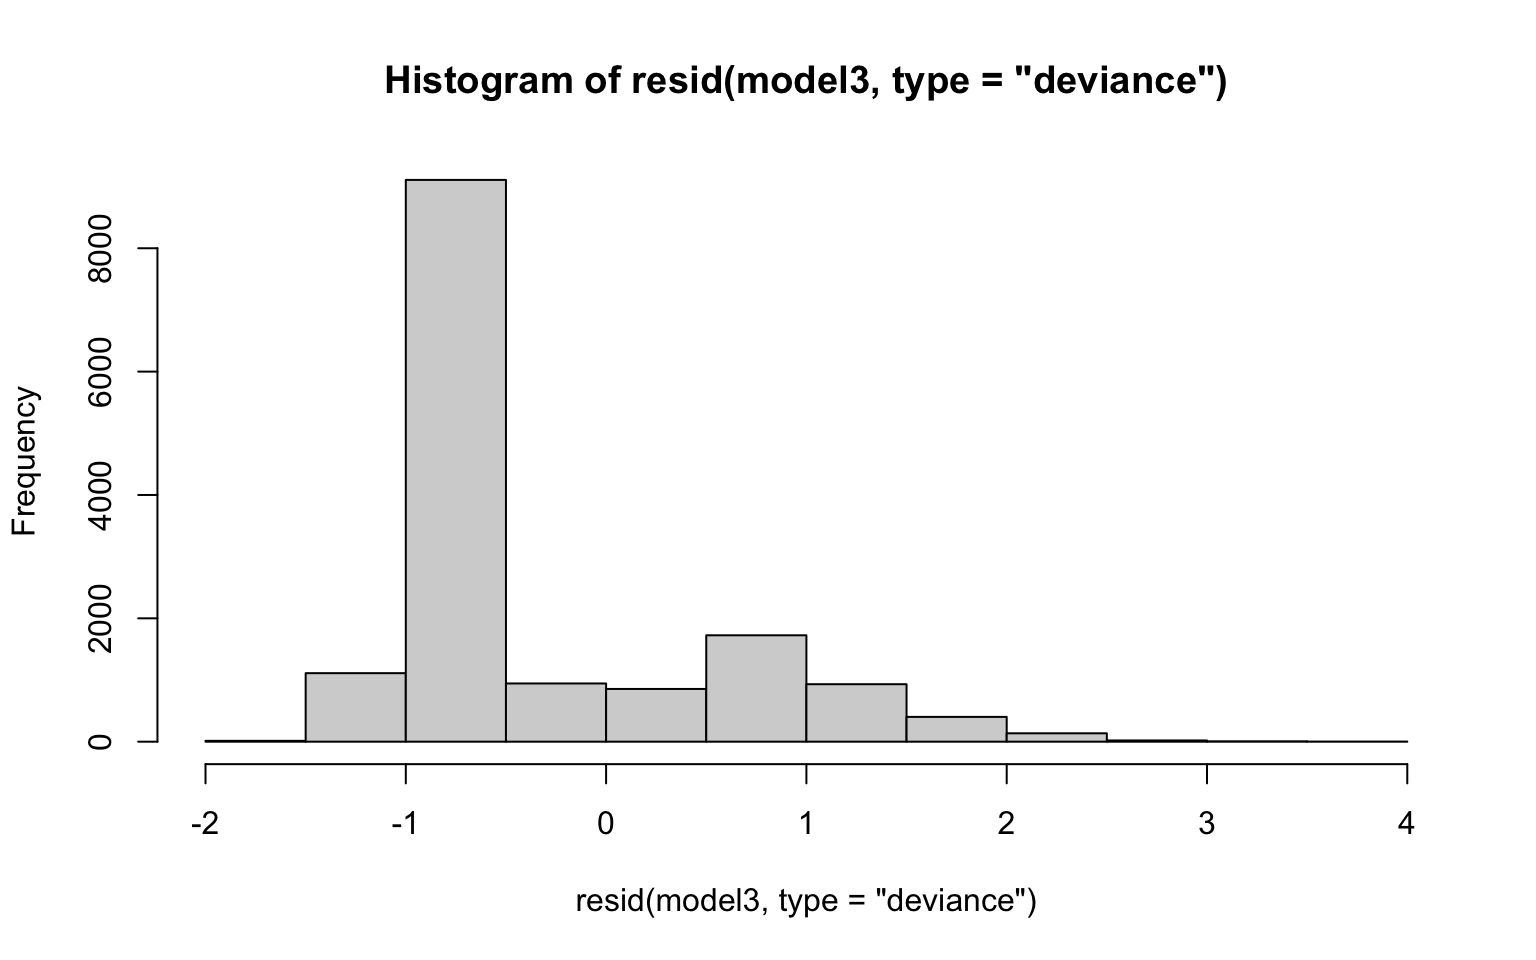 Histogram of resid(model3, type = "deviance")
Frequency
8000
6000
4000
2000
0
-2 -1 0 1 2 3 4
resid(model3, type = "deviance")